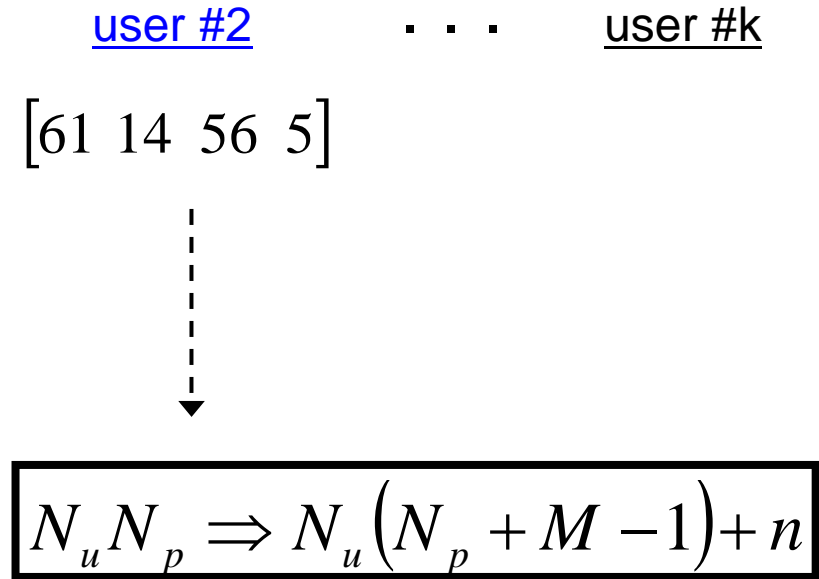 user #2 . . . user #k
[61 14 56 5]
N_u N_p ⇒ N_u(N_p + M − 1) + n